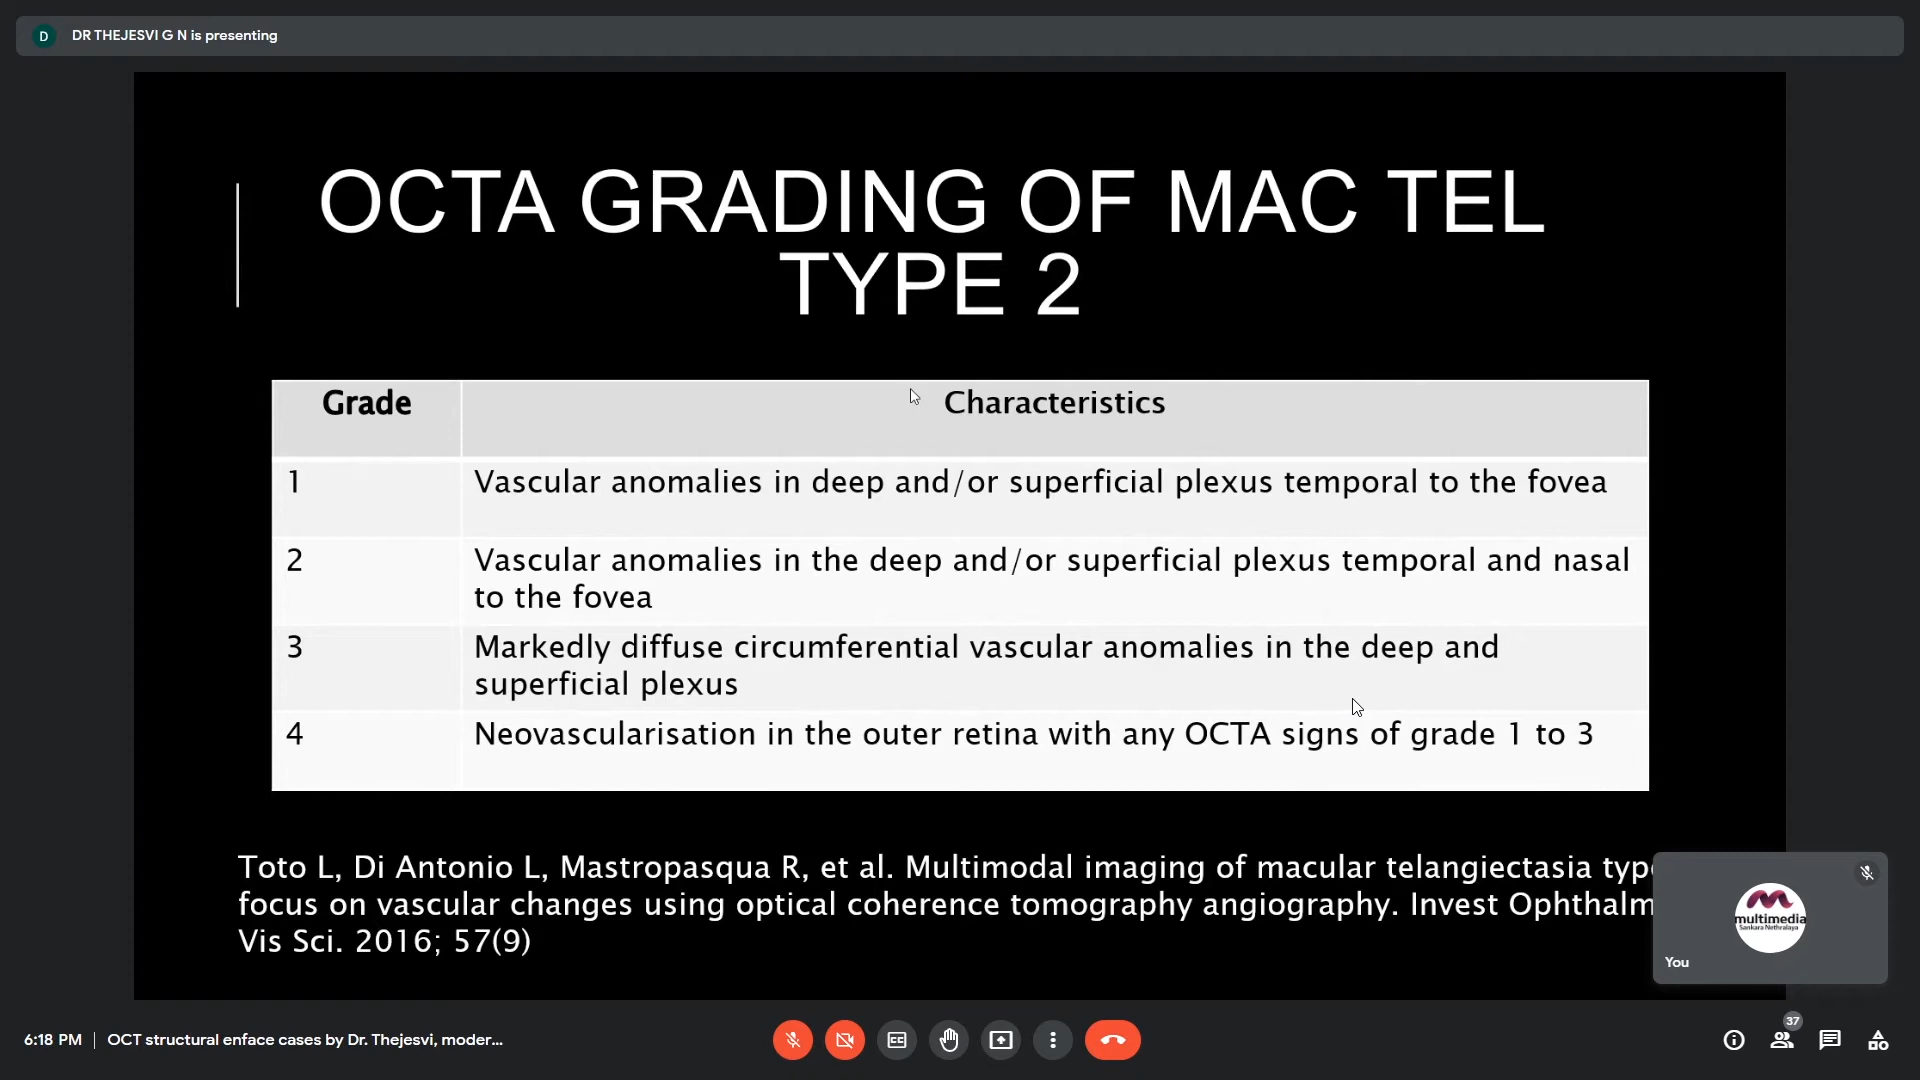 D DR THEJESVI G N is presenting
OCTA GRADING OF MAC TEL
TYPE 2
Grade Characteristics
1 Vascular anomalies in deep and/or superficial plexus temporal to the fovea
2 Vascular anomalies in the deep and/or superficial plexus temporal and nasal
to the fovea
3 Markedly diffuse circumferential vascular anomalies in the deep and
superficial plexus
4 Neovascularisation in the outer retina with any OCTA signs of grade 1 to 3
Toto L, Di Antonio L, Mastropasqua R, et al. Multimodal imaging of macular telangiectasia typ
focus on vascular changes using optical coherence tomography angiography. Invest Ophthalm
Vis Sci. 2016; 57(9)
multimedia
Sankara Nethralaya
You
6:18 PM | OCT structural enface cases by Dr. Thejesvi, moder...
37